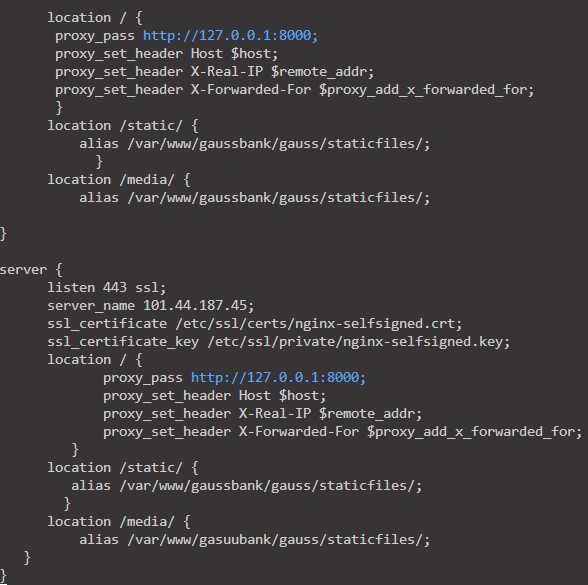 location / {
proxy_pass http://127.0.0.1:8000;
proxy_set_header Host $host;
proxy_set_header X-Real-IP $remote_addr;
proxy_set_header X-Forwarded-For $proxy_add_x_forwarded_for;
}
location /static/ {
alias /var/www/gaussbank/gauss/staticfiles/;
}
location /media/ {
alias /var/www/gaussbank/gauss/staticfiles/;
}
server {
listen 443 ssl;
server_name 101.44.187.45;
ssl_certificate /etc/ssl/certs/nginx-selfsigned.crt;
ssl_certificate_key /etc/ssl/private/nginx-selfsigned.key;
location / {
proxy_pass http://127.0.0.1:8000;
proxy_set_header Host $host;
proxy_set_header X-Real-IP $remote_addr;
proxy_set_header X-Forwarded-For $proxy_add_x_forwarded_for;
}
location /static/ {
alias /var/www/gaussbank/gauss/staticfiles/;
}
location /media/ {
alias /var/www/gasuubank/gauss/staticfiles/;
}
}